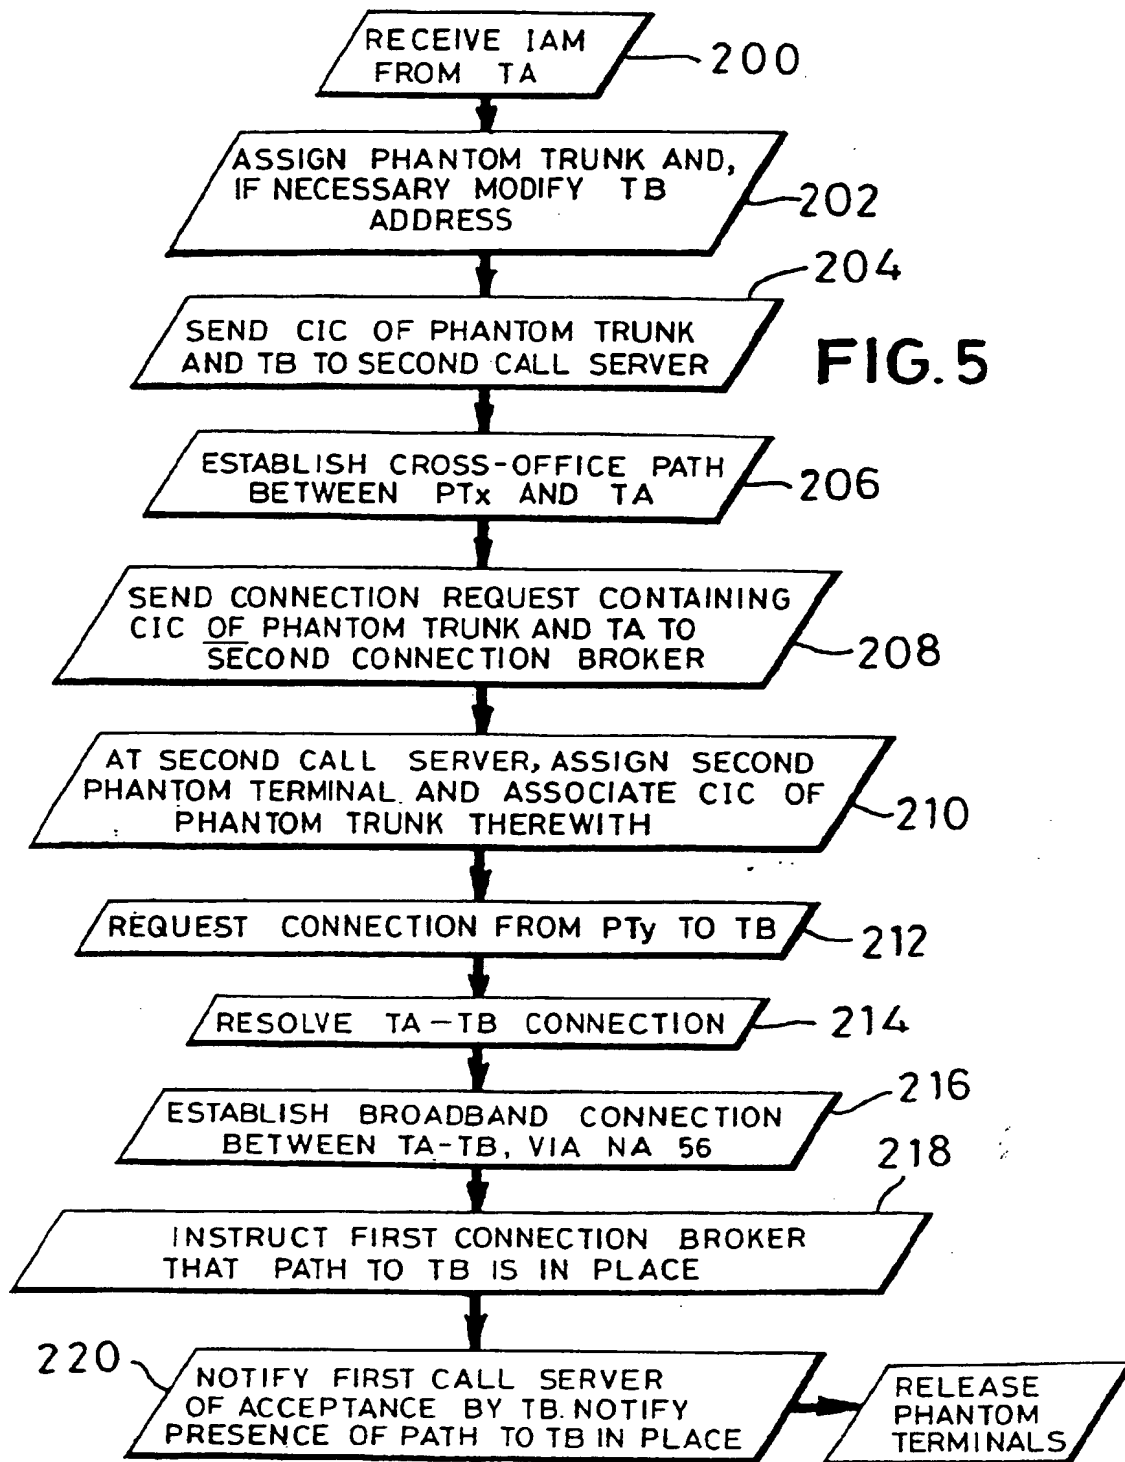 RECEIVE IAM
FROM TA
200
ASSIGN PHANTOM TRUNK AND,
IF NECESSARY MODIFY TB
ADDRESS
202
204
SEND CIC OF PHANTOM TRUNK
AND TB TO SECOND CALL SERVER
FIG. 5
ESTABLISH CROSS-OFFICE PATH
BETWEEN PTx AND TA
206
SEND CONNECTION REQUEST CONTAINING
CIC OF PHANTOM TRUNK AND TA TO
SECOND CONNECTION BROKER
208
AT SECOND CALL SERVER, ASSIGN SECOND
PHANTOM TERMINAL AND ASSOCIATE CIC OF
PHANTOM TRUNK THEREWITH
210
REQUEST CONNECTION FROM PTy TO TB
212
RESOLVE TA-TB CONNECTION
214
216
ESTABLISH BROADBAND CONNECTION
BETWEEN TA-TB, VIA NA 56
218
INSTRUCT FIRST CONNECTION BROKER
THAT PATH TO TB IS IN PLACE
220
NOTIFY FIRST CALL SERVER
OF ACCEPTANCE BY TB. NOTIFY
PRESENCE OF PATH TO TB IN PLACE
RELEASE
PHANTOM
TERMINALS